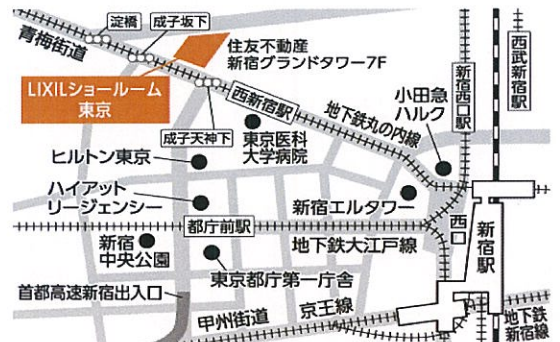 淀橋
成子坂下
青梅街道
住友不動産
新宿グランドタワー7F
LIXILショールーム
東京
成子天神下
西新宿駅
地下鉄丸の内線
新宿西口駅
西武新宿駅
小田急
ハルク
東京医科
大学病院
ヒルトン東京
ハイアット
リージェンシー
新宿エルタワー
都庁前駅
地下鉄大江戸線
西口
新宿駅
新宿
中央公園
東京都庁第一庁舎
首都高速新宿出入口
甲州街道
京王線
地下鉄
新宿線